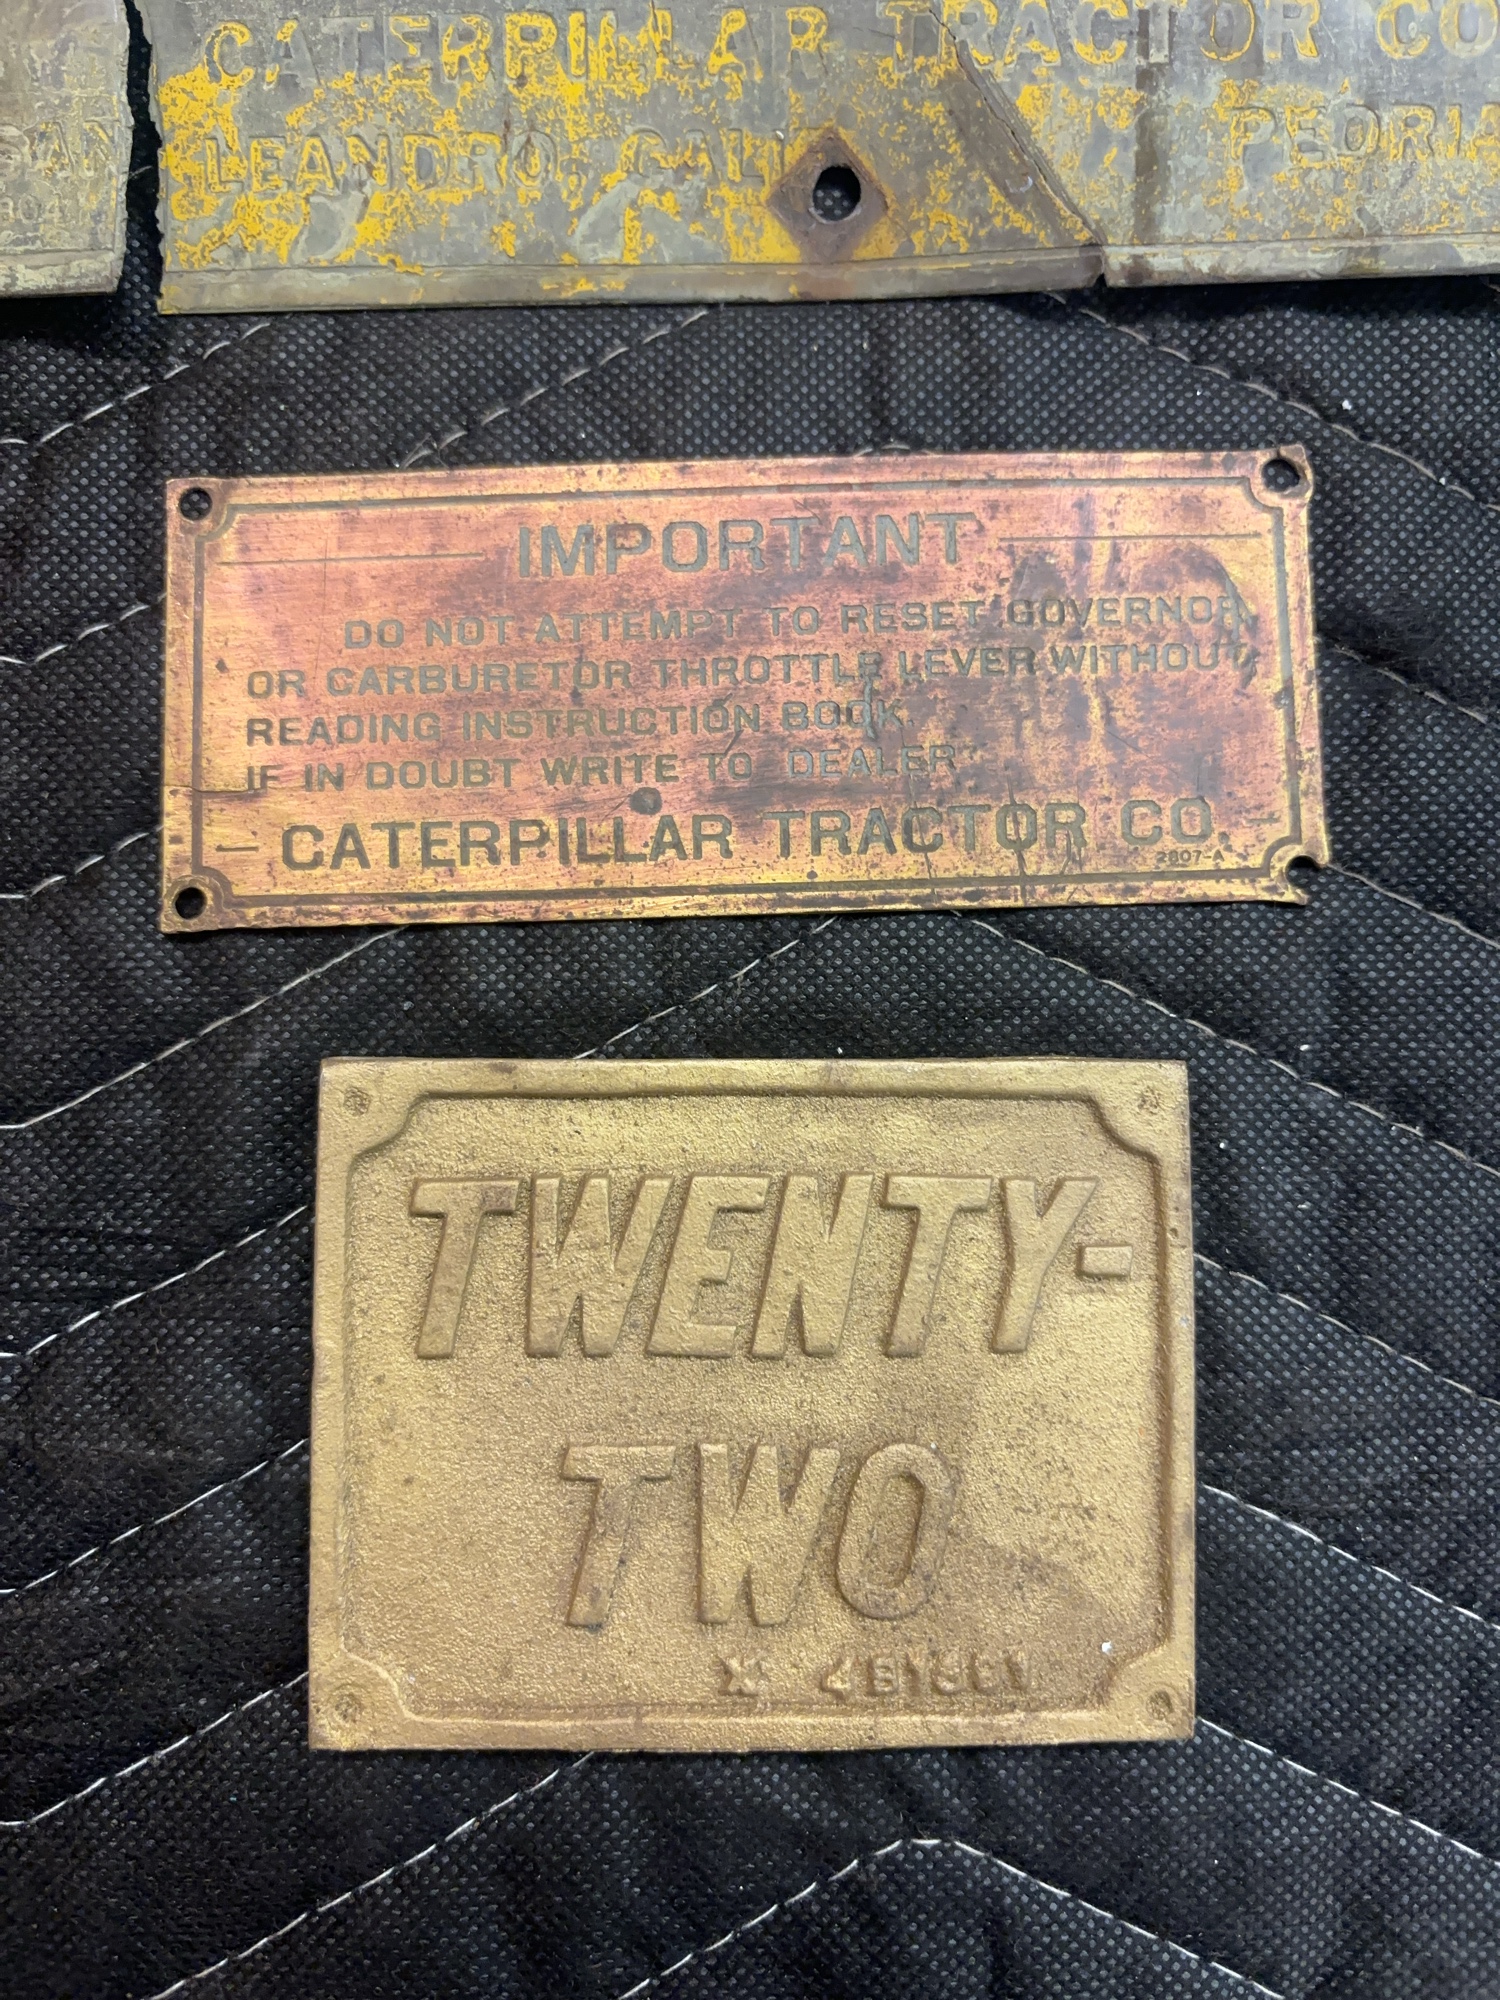 CATERPILLAR TRACTOR CO
LEANDRO, CALIF PEORIA
IMPORTANT
DO NOT ATTEMPT TO RESET GOVERNOR
OR CARBURETOR THROTTLE LEVER WITHOUT
READING INSTRUCTION BOOK.
IF IN DOUBT WRITE TO DEALER
- CATERPILLAR TRACTOR CO. -
2807-A
TWENTY-
TWO
X